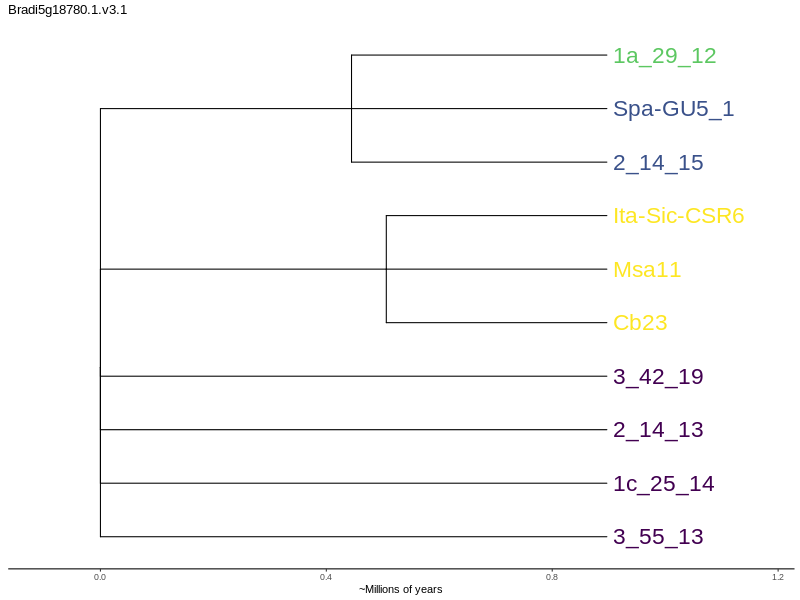 Bradi5g18780.1.v3.1
1a_29_12
Spa-GU5_1
2_14_15
Ita-Sic-CSR6
Msa11
Cb23
3_42_19
2_14_13
1c_25_14
3_55_13
0.0 0.4 0.8 1.2
~Millions of years